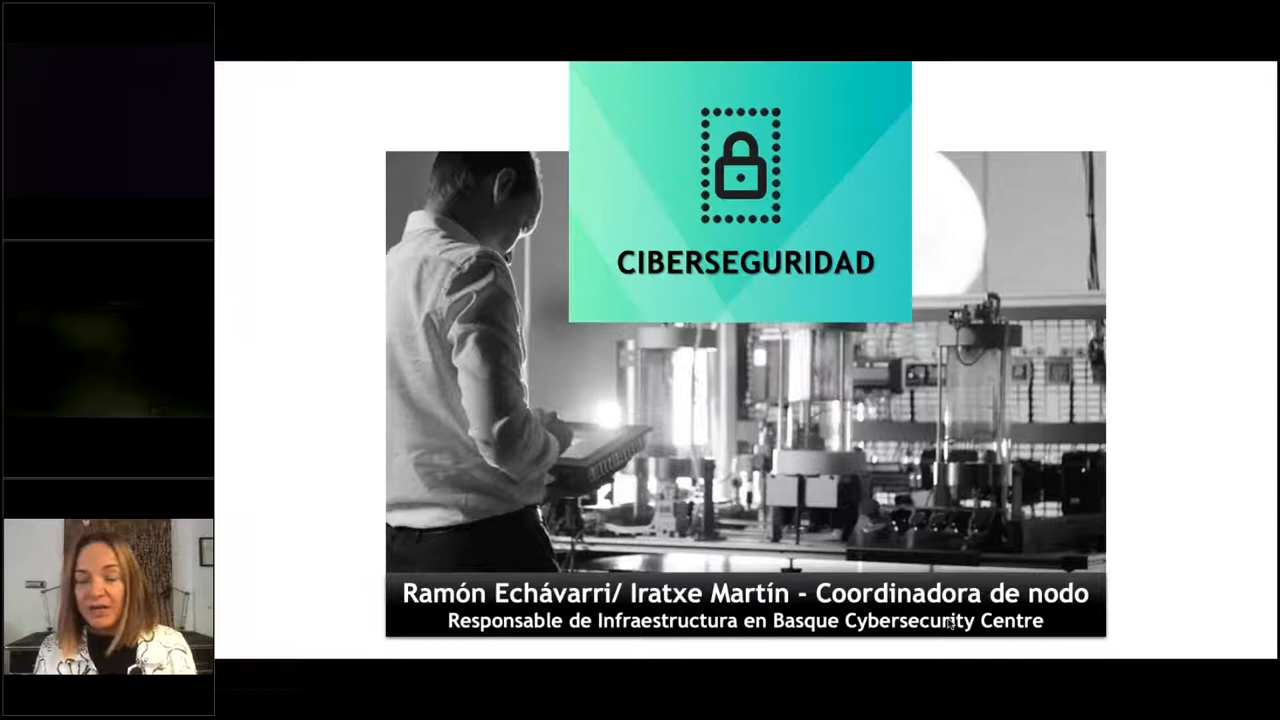 CIBERSEGURIDAD
Ramón Echávarri/ Iratxe Martín - Coordinadora de nodo
Responsable de Infraestructura en Basque Cybersecurity Centre